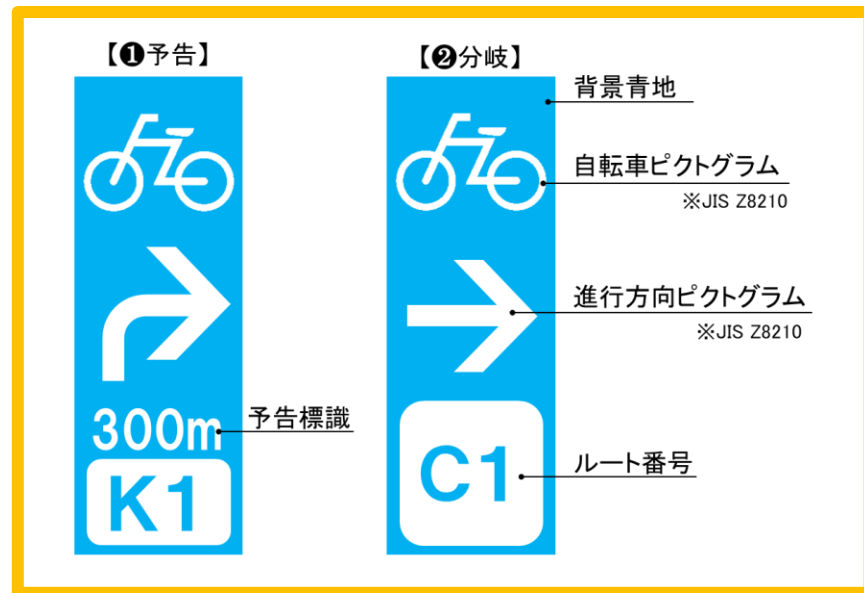 【❶予告】
300m
K1
予告標識
【❷分岐】
C1
背景青地
自転車ピクトグラム
※JIS Z8210
進行方向ピクトグラム
※JIS Z8210
ルート番号